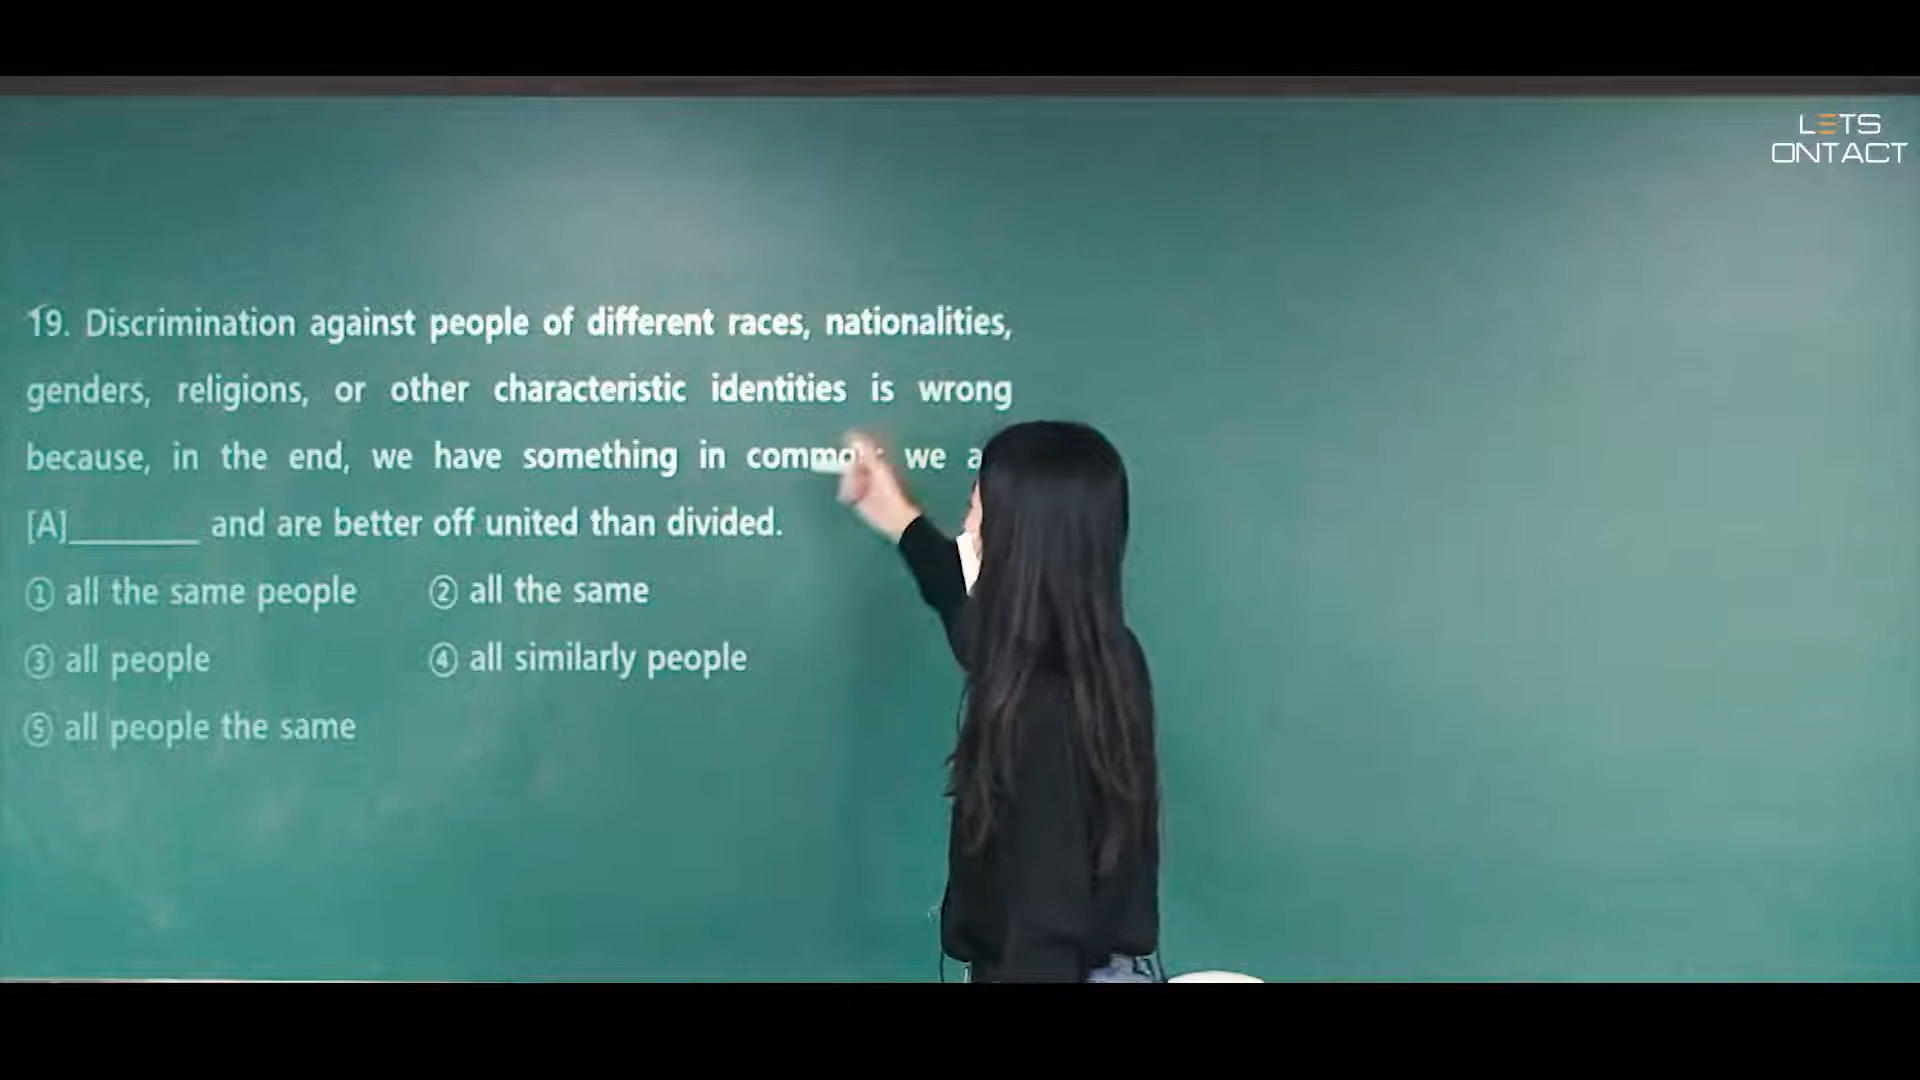 LETS
ONTACT
19. Discrimination against people of different races, nationalities,
genders, religions, or other characteristic identities is wrong
because, in the end, we have something in we
[A]________ and are better off united than divided.
① all the same people ② all the same
③ all people ④ all similarly people
⑤ all people the same